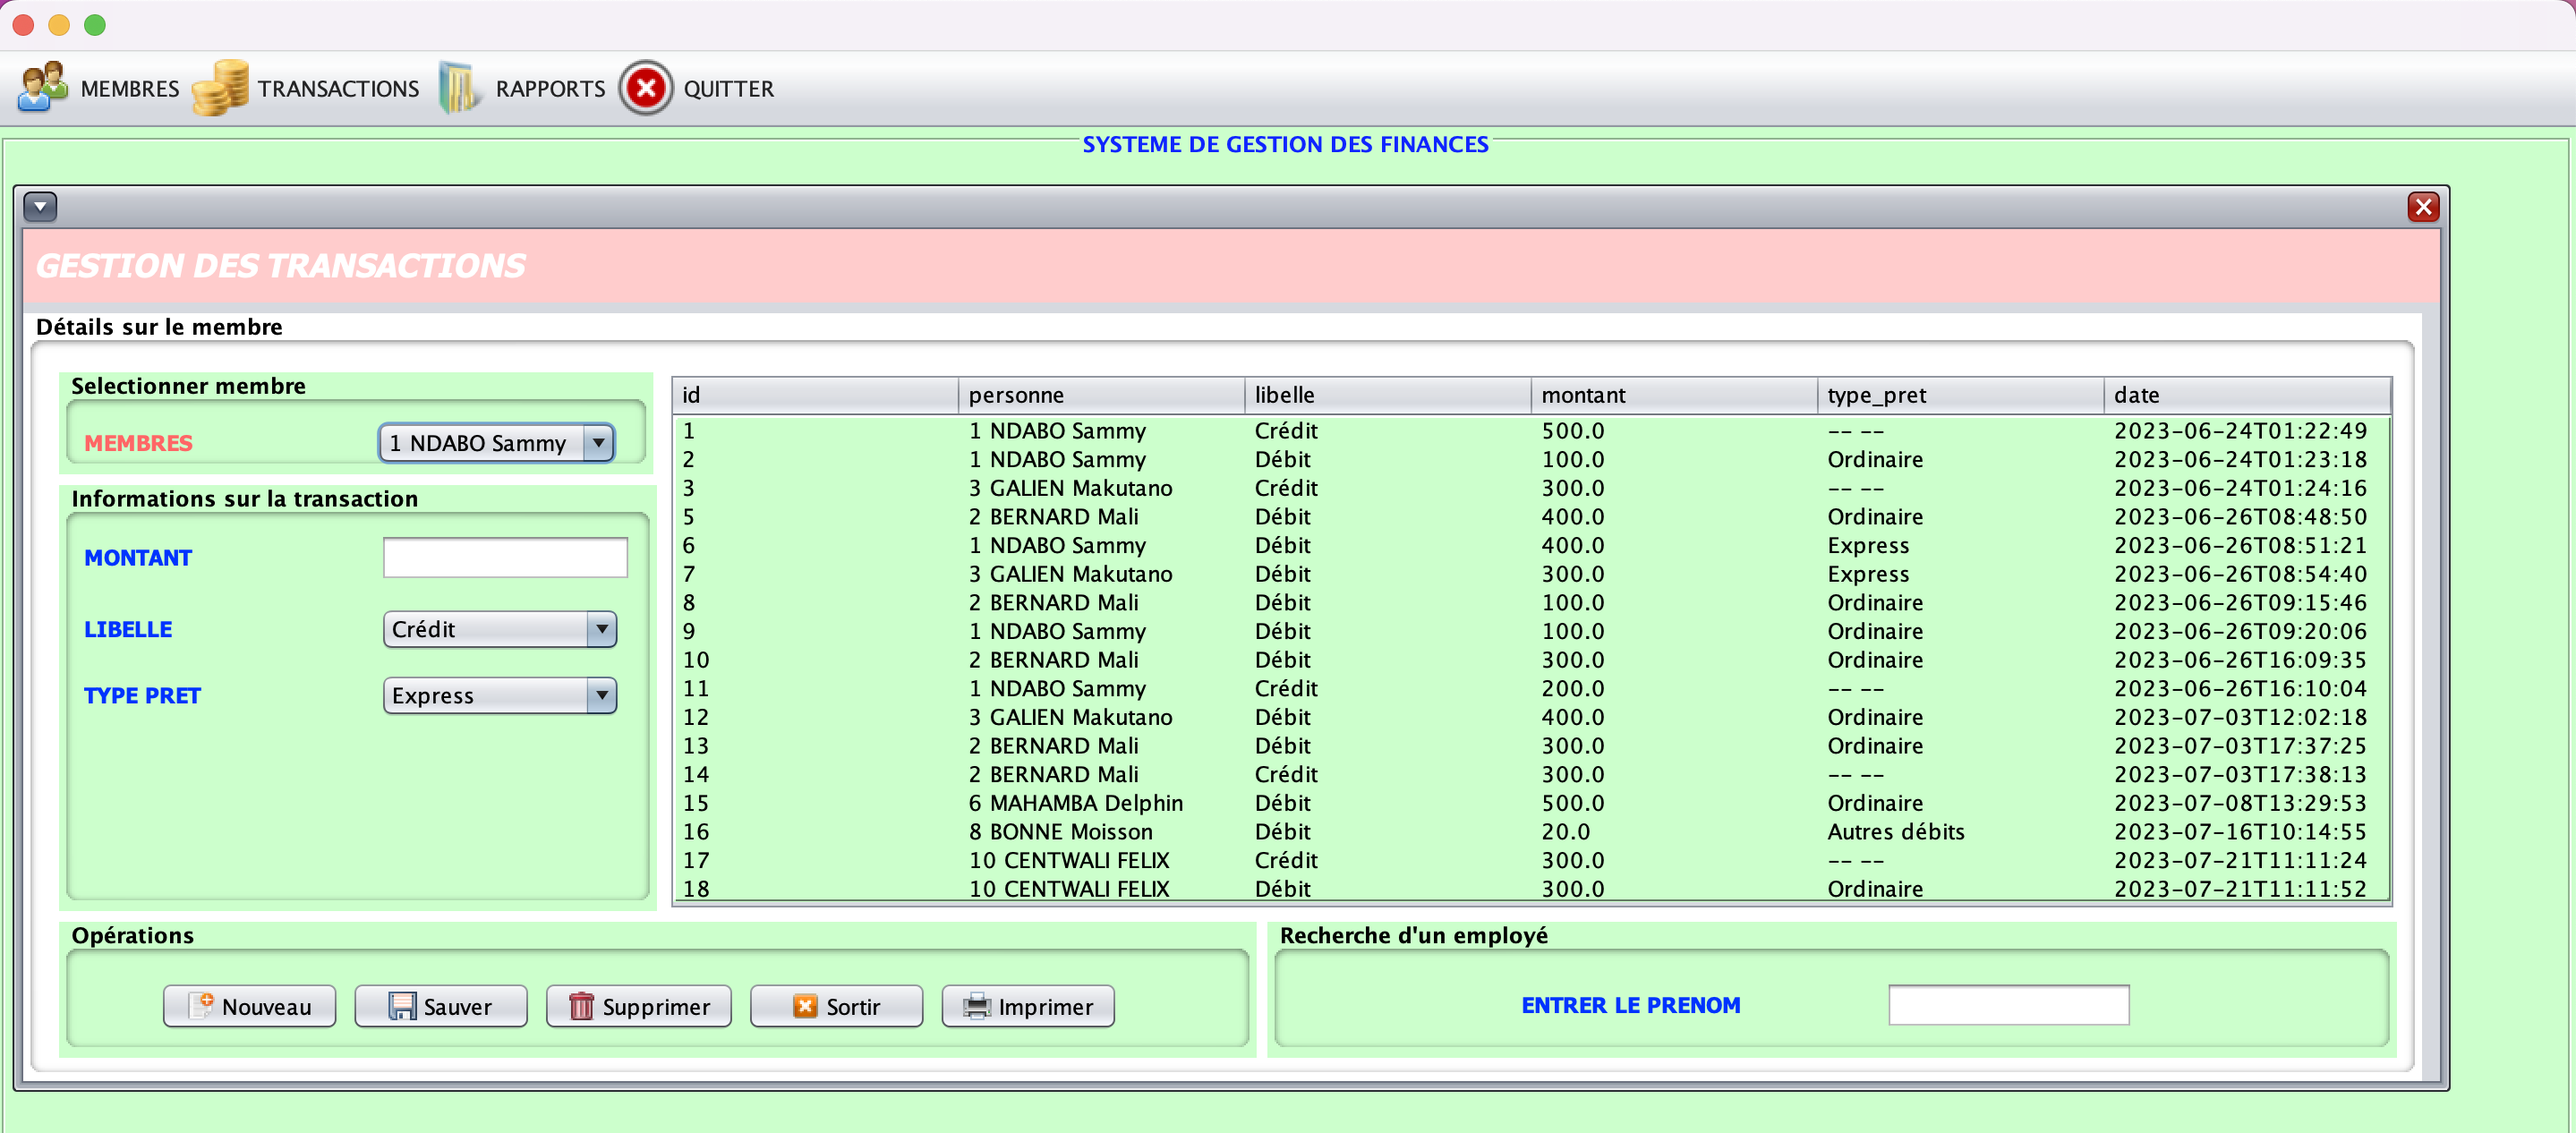 MEMBRES TRANSACTIONS RAPPORTS QUITTER
SYSTEME DE GESTION DES FINANCES
GESTION DES TRANSACTIONS
Détails sur le membre
Selectionner membre
MEMBRES 1 NDABO Sammy
Informations sur la transaction
MONTANT
LIBELLE Crédit
TYPE PRET Express
id personne libelle montant type_pret date
1 1 NDABO Sammy Crédit 500.0 -- -- 2023-06-24T01:22:49
2 1 NDABO Sammy Débit 100.0 Ordinaire 2023-06-24T01:23:18
3 3 GALIEN Makutano Crédit 300.0 -- -- 2023-06-24T01:24:16
5 2 BERNARD Mali Débit 400.0 Ordinaire 2023-06-26T08:48:50
6 1 NDABO Sammy Débit 400.0 Express 2023-06-26T08:51:21
7 3 GALIEN Makutano Débit 300.0 Express 2023-06-26T08:54:40
8 2 BERNARD Mali Débit 100.0 Ordinaire 2023-06-26T09:15:46
9 1 NDABO Sammy Débit 100.0 Ordinaire 2023-06-26T09:20:06
10 2 BERNARD Mali Débit 300.0 Ordinaire 2023-06-26T16:09:35
11 1 NDABO Sammy Crédit 200.0 -- -- 2023-06-26T16:10:04
12 3 GALIEN Makutano Débit 400.0 Ordinaire 2023-07-03T12:02:18
13 2 BERNARD Mali Débit 300.0 Ordinaire 2023-07-03T17:37:25
14 2 BERNARD Mali Crédit 300.0 -- -- 2023-07-03T17:38:13
15 6 MAHAMBA Delphin Débit 500.0 Ordinaire 2023-07-08T13:29:53
16 8 BONNE Moisson Débit 20.0 Autres débits 2023-07-16T10:14:55
17 10 CENTWALI FELIX Crédit 300.0 -- -- 2023-07-21T11:11:24
18 10 CENTWALI FELIX Débit 300.0 Ordinaire 2023-07-21T11:11:52
Opérations
Nouveau Sauver Supprimer Sortir Imprimer
Recherche d'un employé
ENTRER LE PRENOM